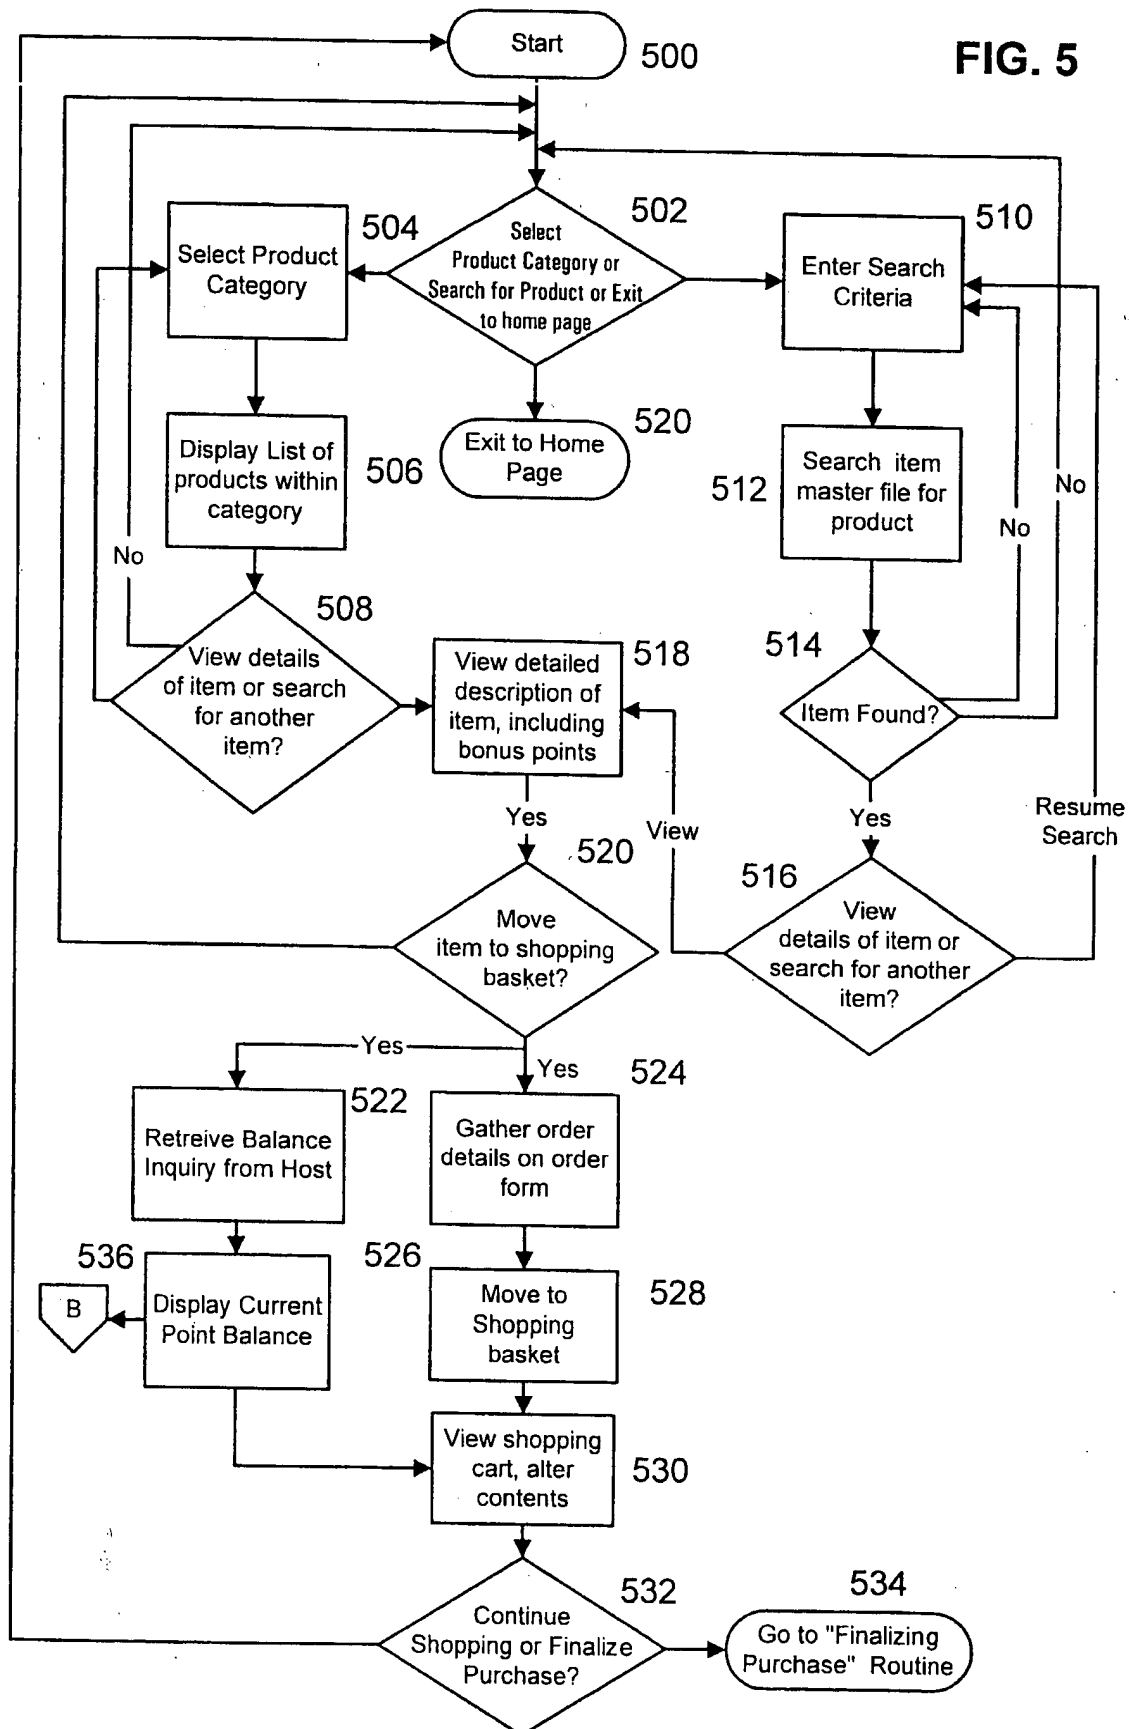 Start
500
FIG. 5
504
502
510
Select Product
Category
Select
Product Category or
Search for Product or Exit
to home page
Enter Search
Criteria
520
Exit to Home
Page
Display List of
products within
category
506
512
Search item
master file for
product
No
No
No
508
View details
of item or search
for another
item?
View detailed
description of
item, including
bonus points
518
514
Item Found?
Yes
View
Yes
Resume
Search
520
516
Move
item to shopping
basket?
View
details of item or
search for another
item?
Yes
Yes
522
524
Retreive Balance
Inquiry from Host
Gather order
details on order
form
536
526
B
Display Current
Point Balance
Move to
Shopping
basket
528
View shopping
cart, alter
contents
530
532
534
Continue
Shopping or Finalize
Purchase?
Go to "Finalizing
Purchase" Routine